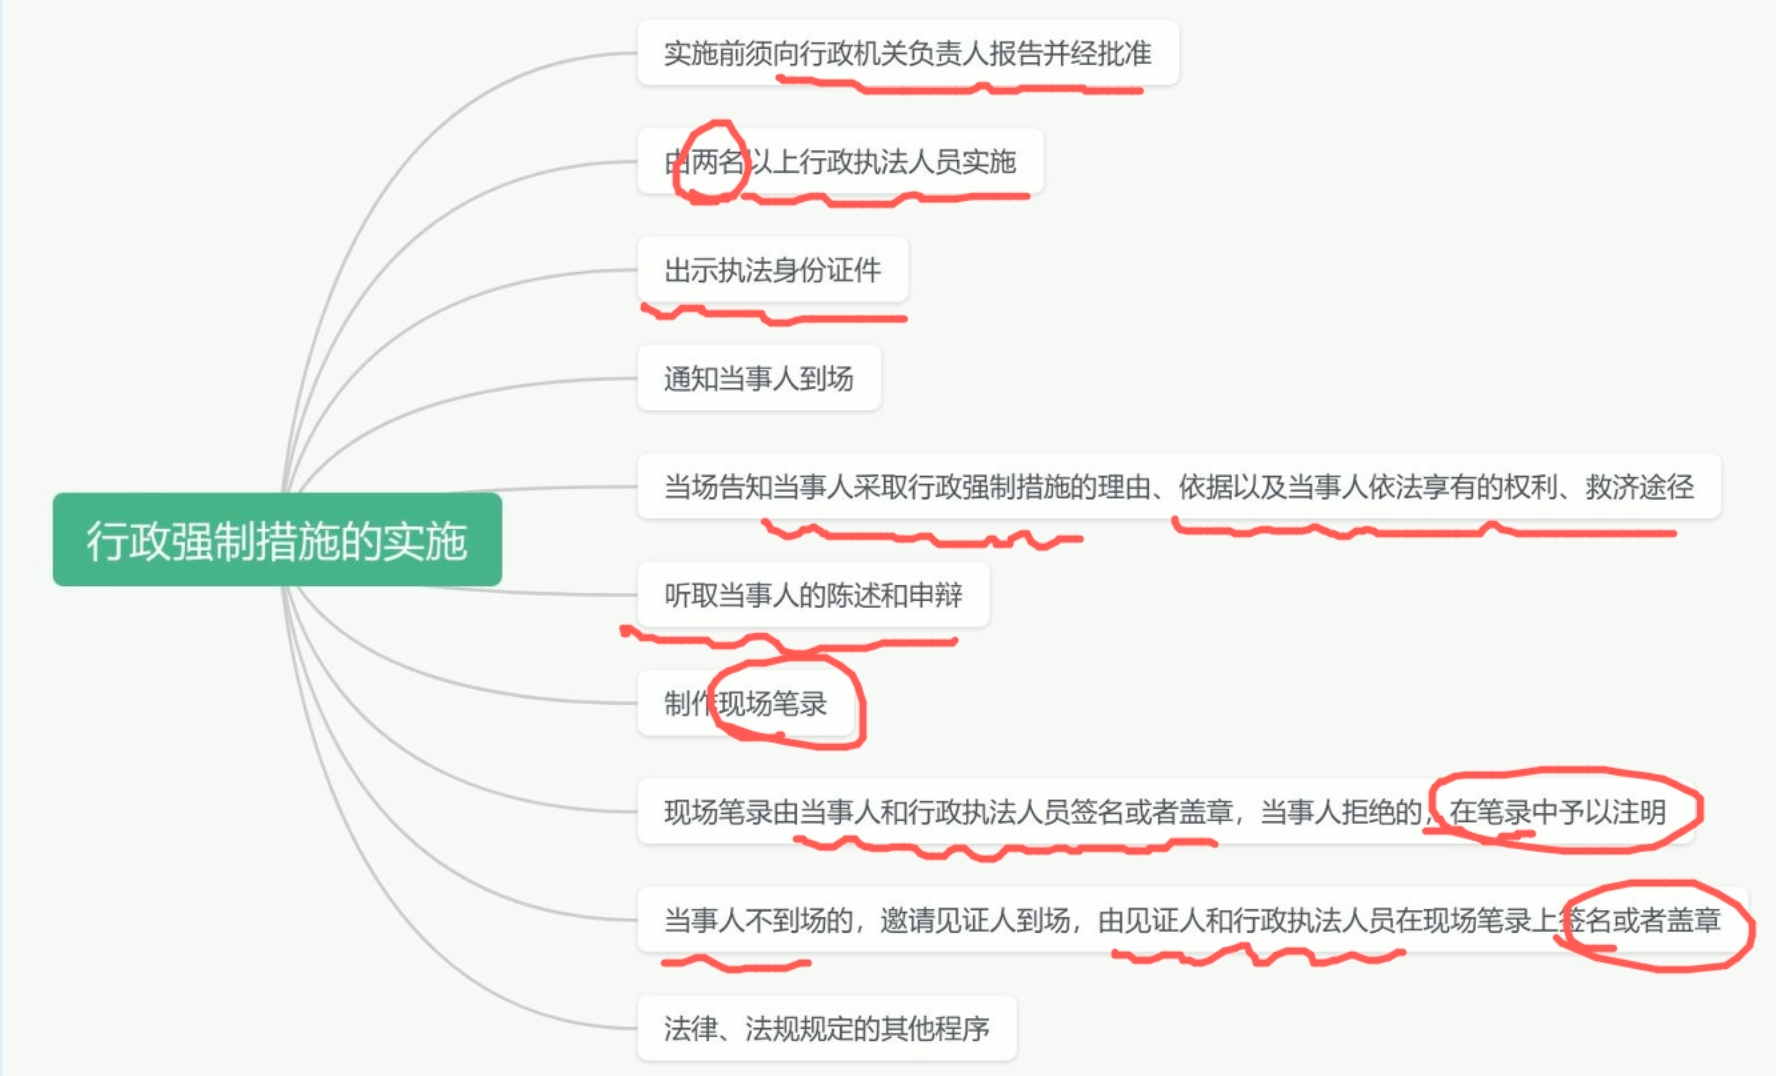 实施前须向行政机关负责人报告并经批准
由两名以上行政执法人员实施
出示执法身份证件
通知当事人到场
当场告知当事人采取行政强制措施的理由、依据以及当事人依法享有的权利、救济途径
行政强制措施的实施
听取当事人的陈述和申辩
制作现场笔录
现场笔录由当事人和行政执法人员签名或者盖章，当事人拒绝的，在笔录中予以注明
当事人不到场的，邀请见证人到场，由见证人和行政执法人员在现场笔录上签名或者盖章
法律、法规规定的其他程序